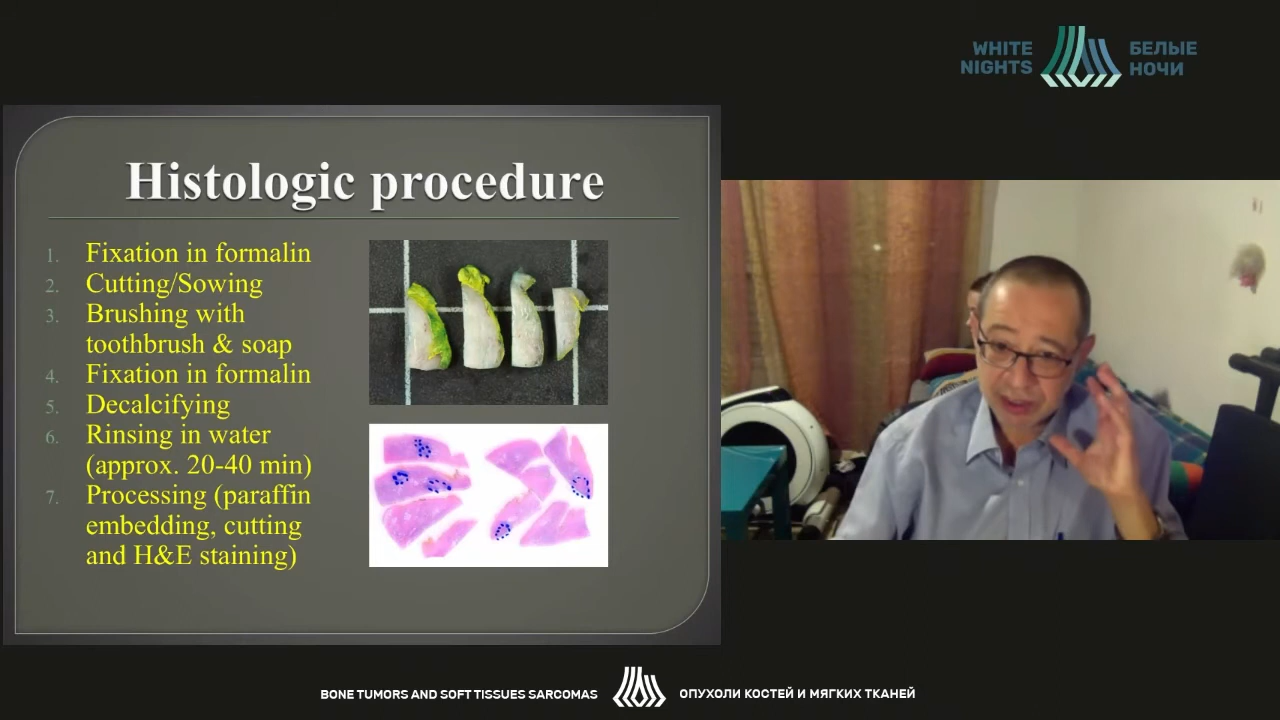 WHITE
NIGHTS
БЕЛЫЕ
НОЧИ
Histologic procedure
1. Fixation in formalin
2. Cutting/Sowing
3. Brushing with
toothbrush & soap
4. Fixation in formalin
5. Decalcifying
6. Rinsing in water
(approx. 20-40 min)
7. Processing (paraffin
embedding, cutting
and H&E staining)
BONE TUMORS AND SOFT TISSUES SARCOMAS
ОПУХОЛИ КОСТЕЙ И МЯГКИХ ТКАНЕЙ